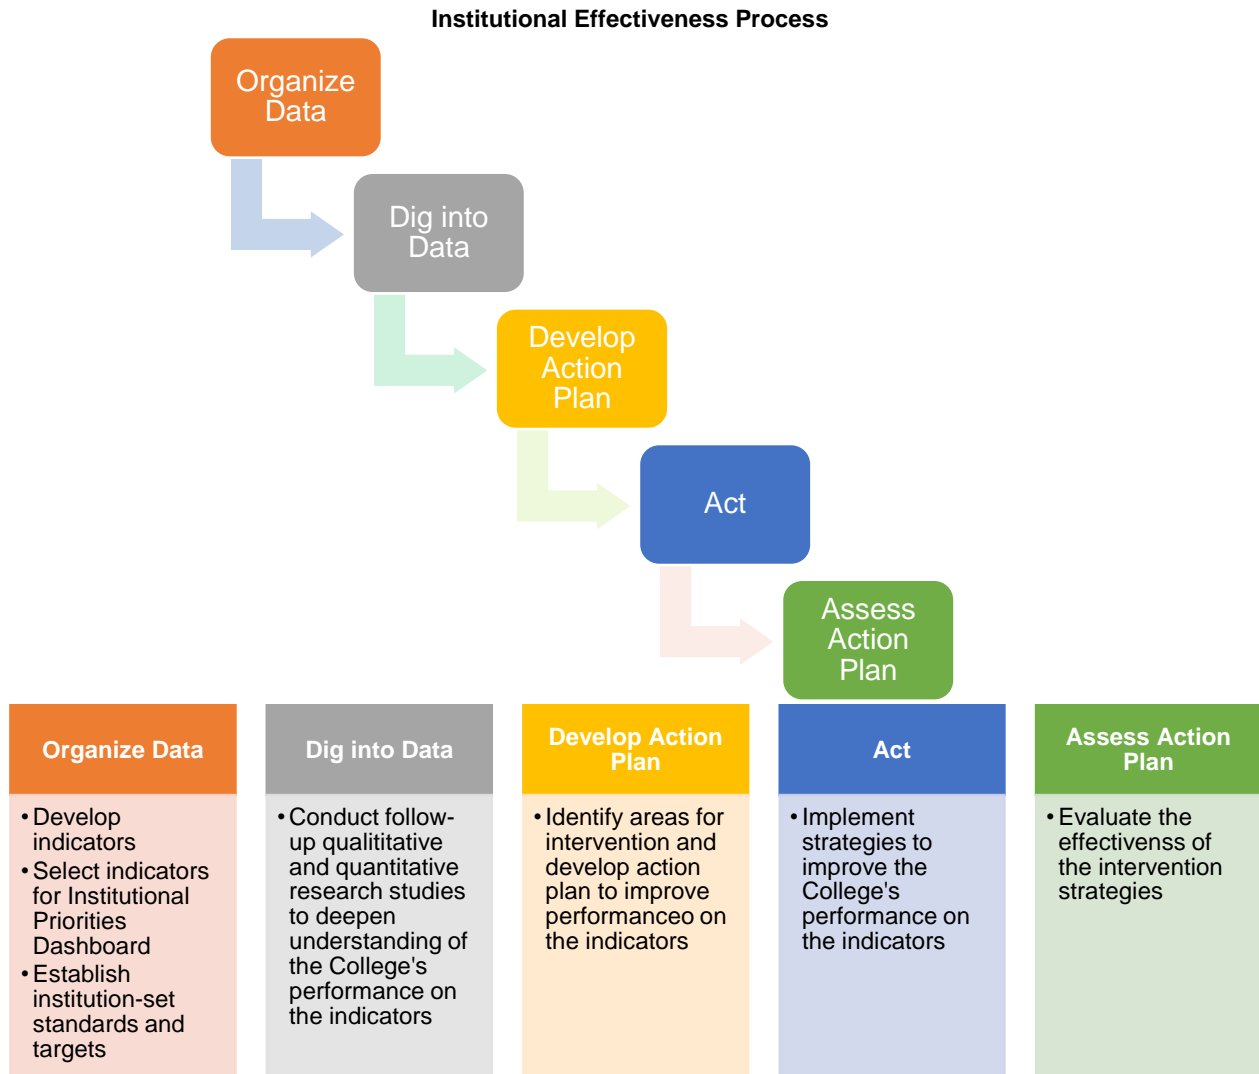 Institutional Effectiveness Process
Organize
Data
Dig into
Data
Develop
Action
Plan
Act
Assess
Action
Plan
Organize Data
• Develop
indicators
• Select indicators
for Institutional
Priorities
Dashboard
• Establish
institution-set
standards and
targets
Dig into Data
• Conduct follow-
up qualititative
and quantitative
research studies
to deepen
understanding of
the College's
performance on
the indicators
Develop Action
Plan
• Identify areas for
intervention and
develop action
plan to improve
performanceo on
the indicators
Act
• Implement
strategies to
improve the
College's
performance on
the indicators
Assess Action
Plan
• Evaluate the
effectivenss of
the intervention
strategies